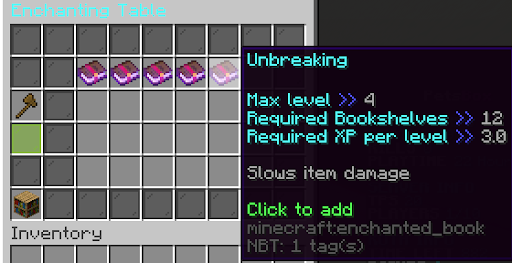 Enchanting Table
Unbreaking
Max level >> 4
Required Bookshelves >> 12
Required XP per level >> 3.0
Slows item damage
Click to add
minecraft:enchanted_book
NBT: 1 tag(s)
Inventory